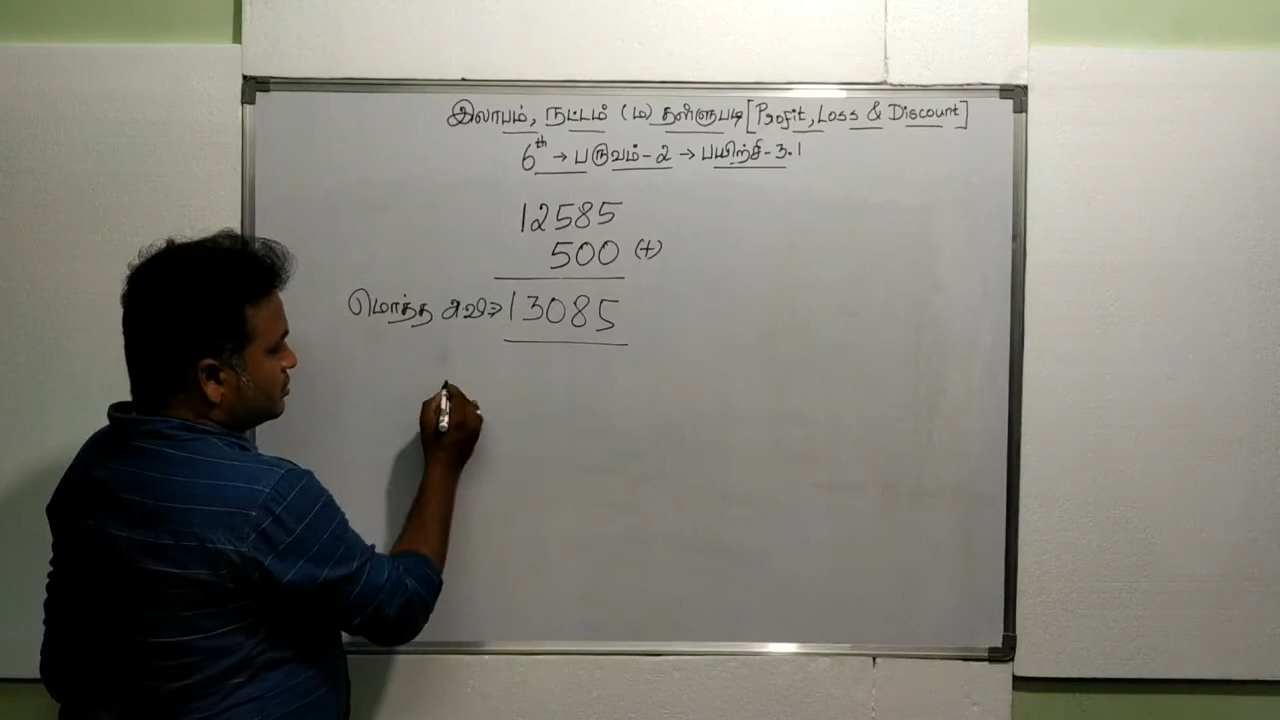 இலாபம், நட்டம் (ம) தள்ளுபடி [Profit, Loss & Discount]
6th → பருவம் - 2 → பயிற்சி - 3.1
12585
500 (+)
மொத்த அ.வி ⇒ 13085